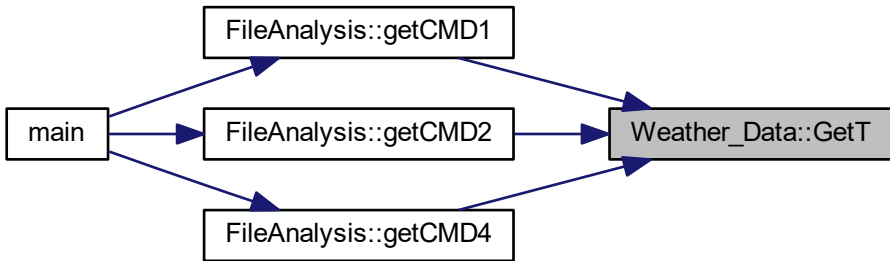 FileAnalysis::getCMD1
main
FileAnalysis::getCMD2
Weather_Data::GetT
FileAnalysis::getCMD4